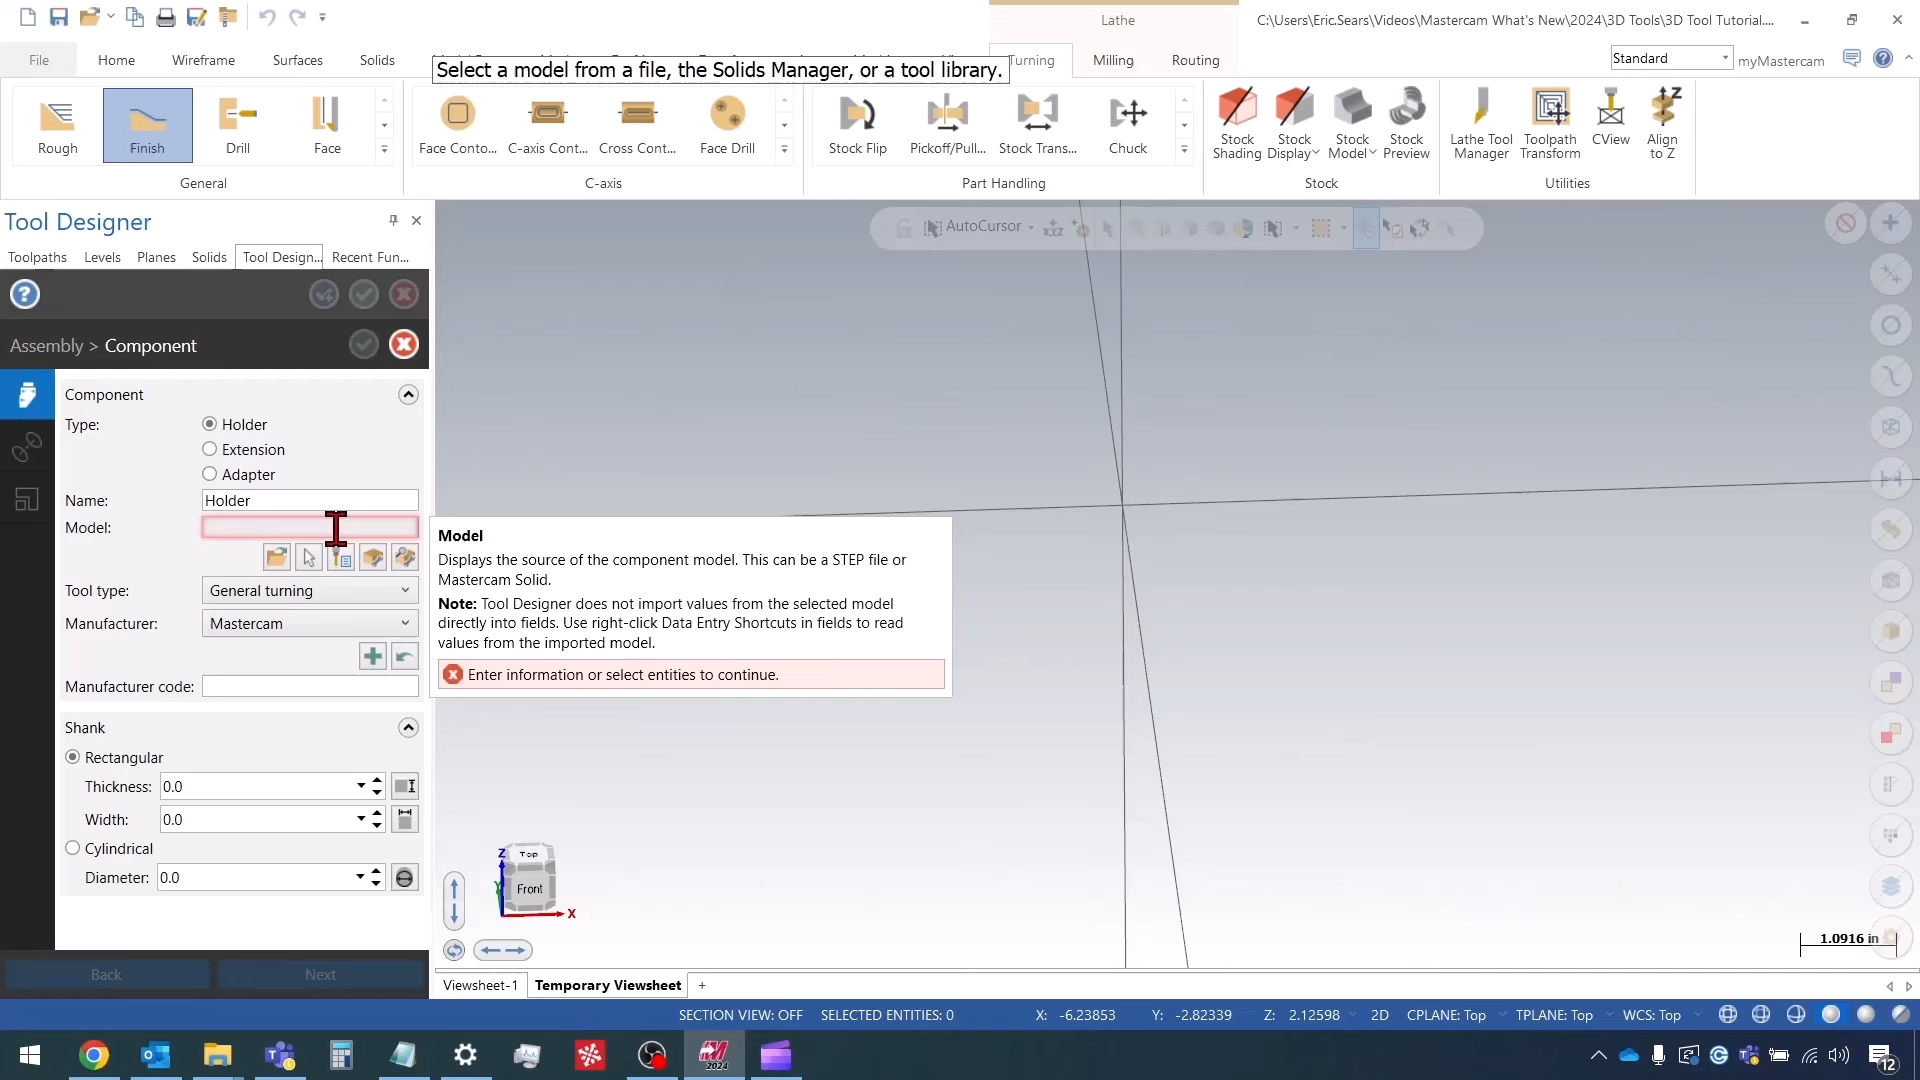 Lathe
C:\Users\Eric.Sears\Videos\Mastercam What's New\2024\3D Tools\3D Tool Tutorial....
File
Home
Wireframe
Surfaces
Solids
Select a model from a file, the Solids Manager, or a tool library.
Turning
Milling
Routing
Standard
myMastercam
Rough
Finish
Drill
Face
Face Conto...
C-axis Cont...
Cross Cont...
Face Drill
Stock Flip
Pickoff/Pull...
Stock Trans...
Chuck
Stock Shading
Stock Display
Stock Model
Stock Preview
Lathe Tool Manager
Toolpath Transform
CView
Align to Z
General
C-axis
Part Handling
Stock
Utilities
Tool Designer
Toolpaths
Levels
Planes
Solids
Tool Design...
Recent Fun...
AutoCursor
Assembly > Component
Component
Type:
Holder
Extension
Adapter
Name:
Holder
Model:
Tool type:
General turning
Manufacturer:
Mastercam
Manufacturer code:
Shank
Rectangular
Thickness:
0.0
Width:
0.0
Cylindrical
Diameter:
0.0
Back
Next
Model
Displays the source of the component model. This can be a STEP file or
Mastercam Solid.
Note: Tool Designer does not import values from the selected model
directly into fields. Use right-click Data Entry Shortcuts in fields to read
values from the imported model.
Enter information or select entities to continue.
Z
Top
Y
Front
X
1.0916 in
Viewsheet-1
Temporary Viewsheet
+
SECTION VIEW: OFF
SELECTED ENTITIES: 0
X: -6.23853
Y: -2.82339
Z: 2.12598
2D
CPLANE: Top
TPLANE: Top
WCS: Top
2024
12